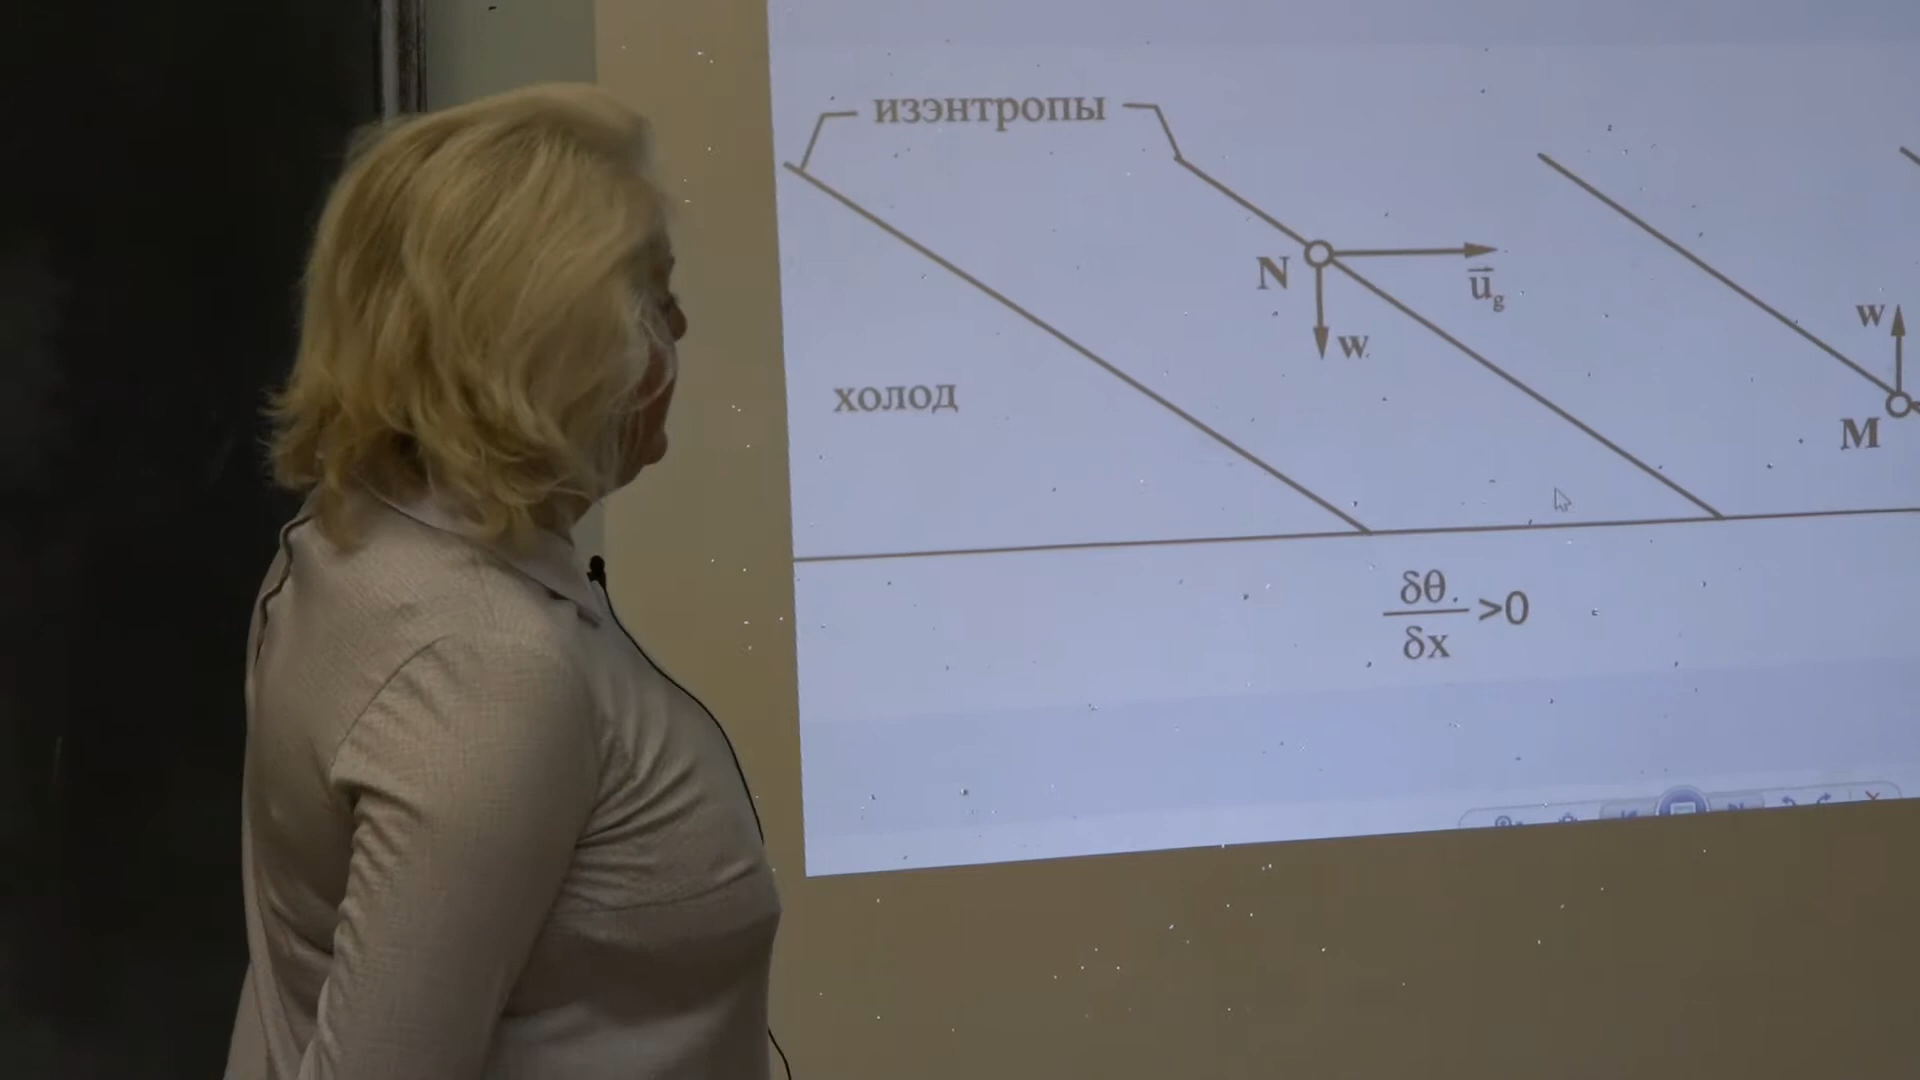 изэнтропы
N
u⃗g
w
w
холод
M
δθ
>0
δx